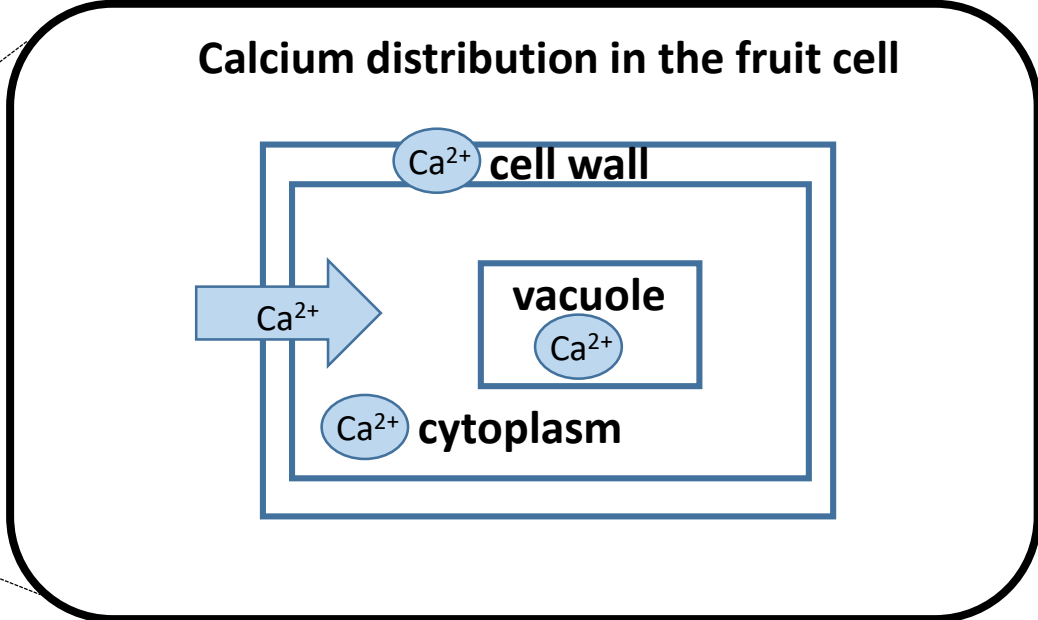 Calcium distribution in the fruit cell
Ca²⁺ cell wall
vacuole
Ca²⁺
Ca²⁺
Ca²⁺ cytoplasm